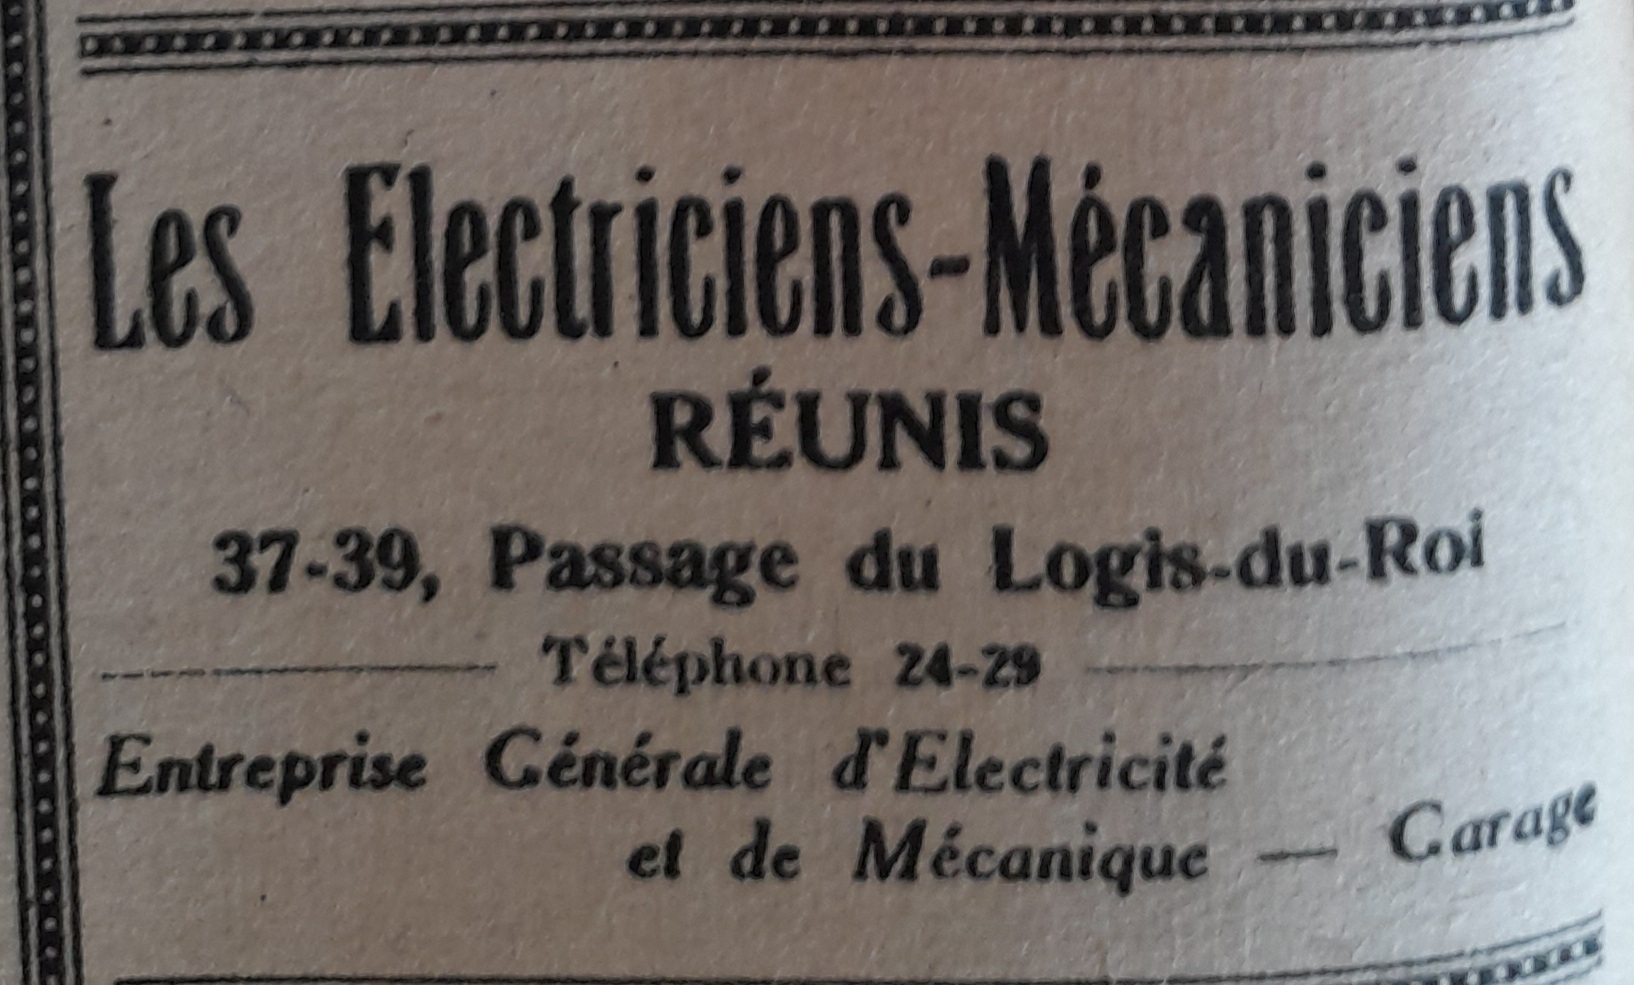 Les Electriciens-Mécaniciens
RÉUNIS
37-39, Passage du Logis-du-Roi
Téléphone 24-29
Entreprise Générale d'Electricité
et de Mécanique — Garage